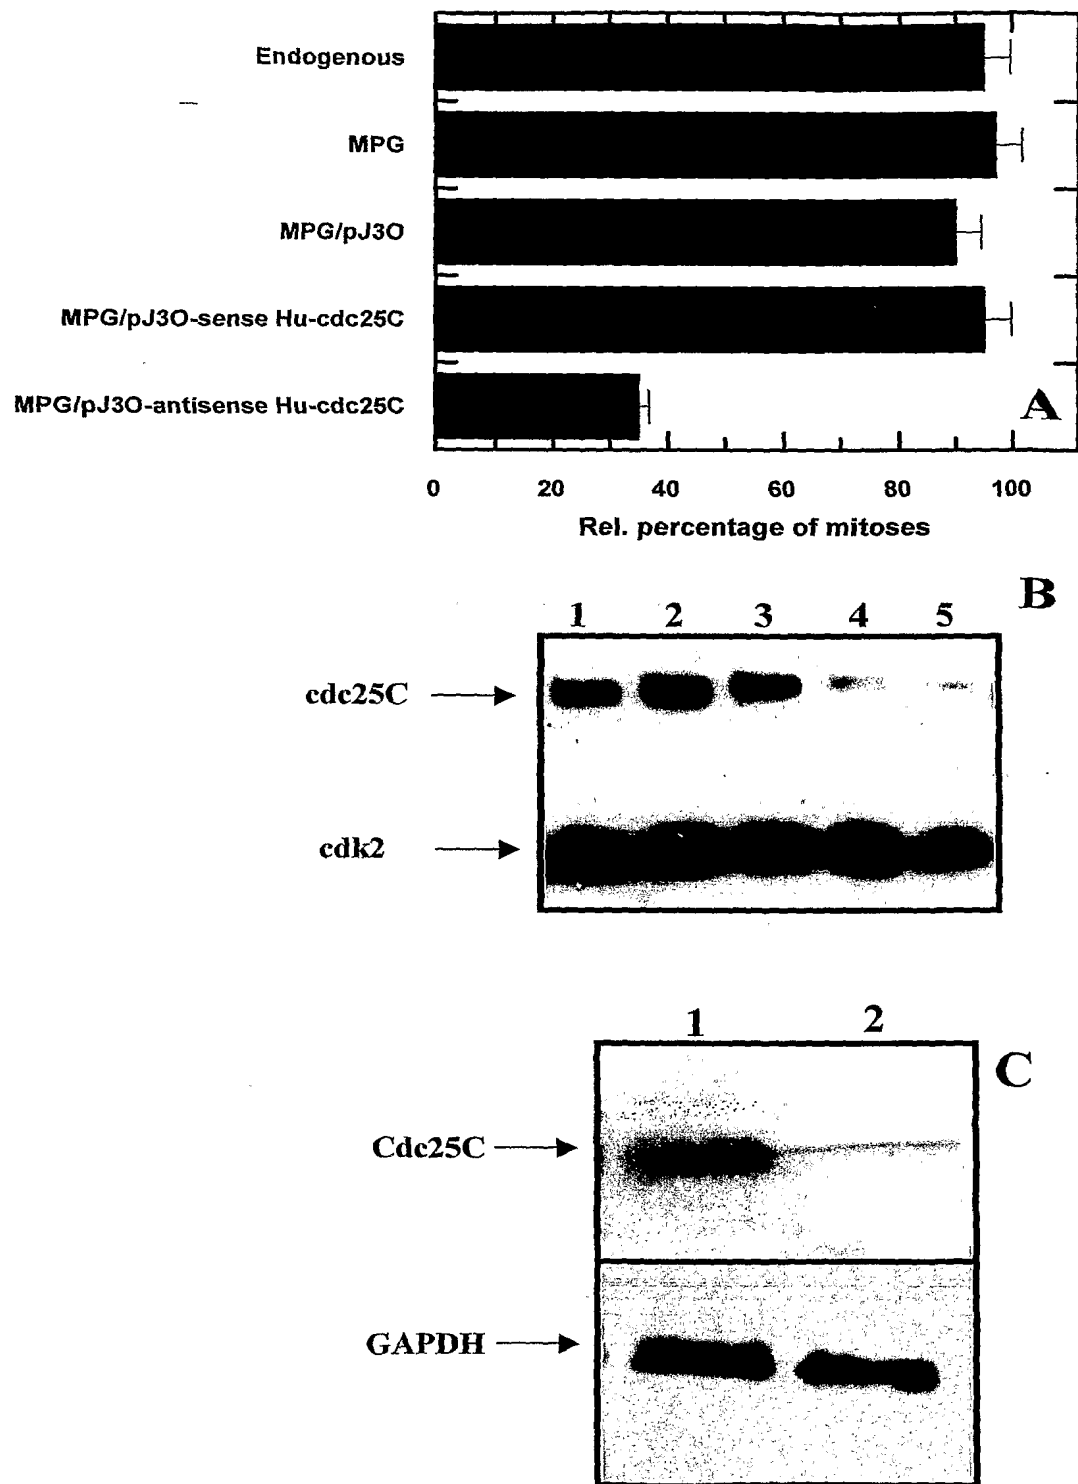 Endogenous
MPG
MPG/pJ3O
MPG/pJ3O-sense Hu-cdc25C
MPG/pJ3O-antisense Hu-cdc25C
A
0 20 40 60 80 100
Rel. percentage of mitoses
B
1 2 3 4 5
cdc25C
cdk2
1 2
C
Cdc25C
GAPDH